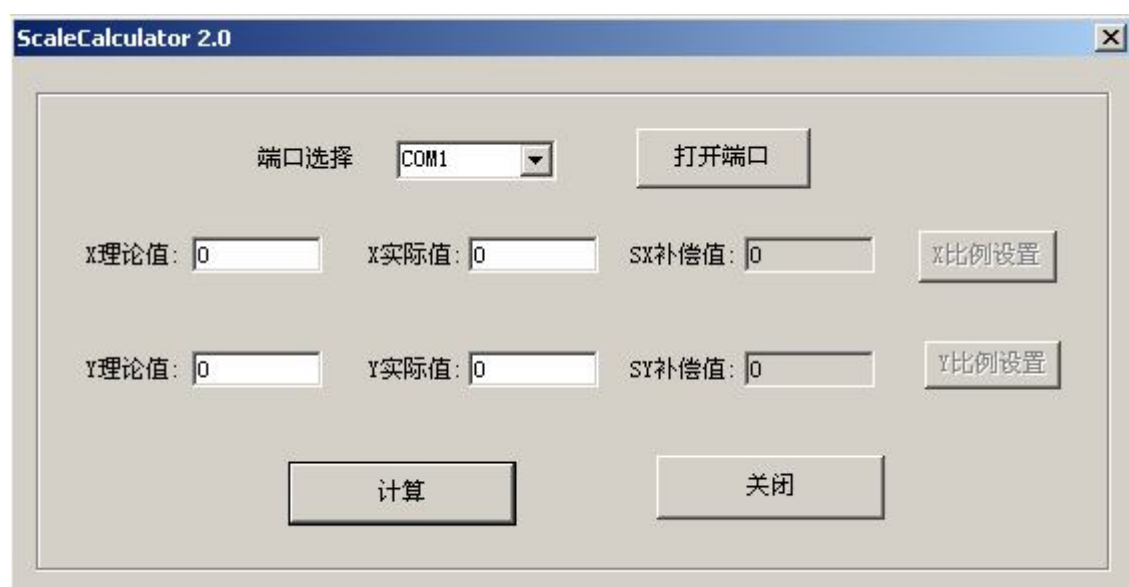 ScaleCalculator 2.0
端口选择 COM1 打开端口
X理论值: 0 X实际值: 0 SX补偿值: 0 X比例设置
Y理论值: 0 Y实际值: 0 SY补偿值: 0 Y比例设置
计算 关闭